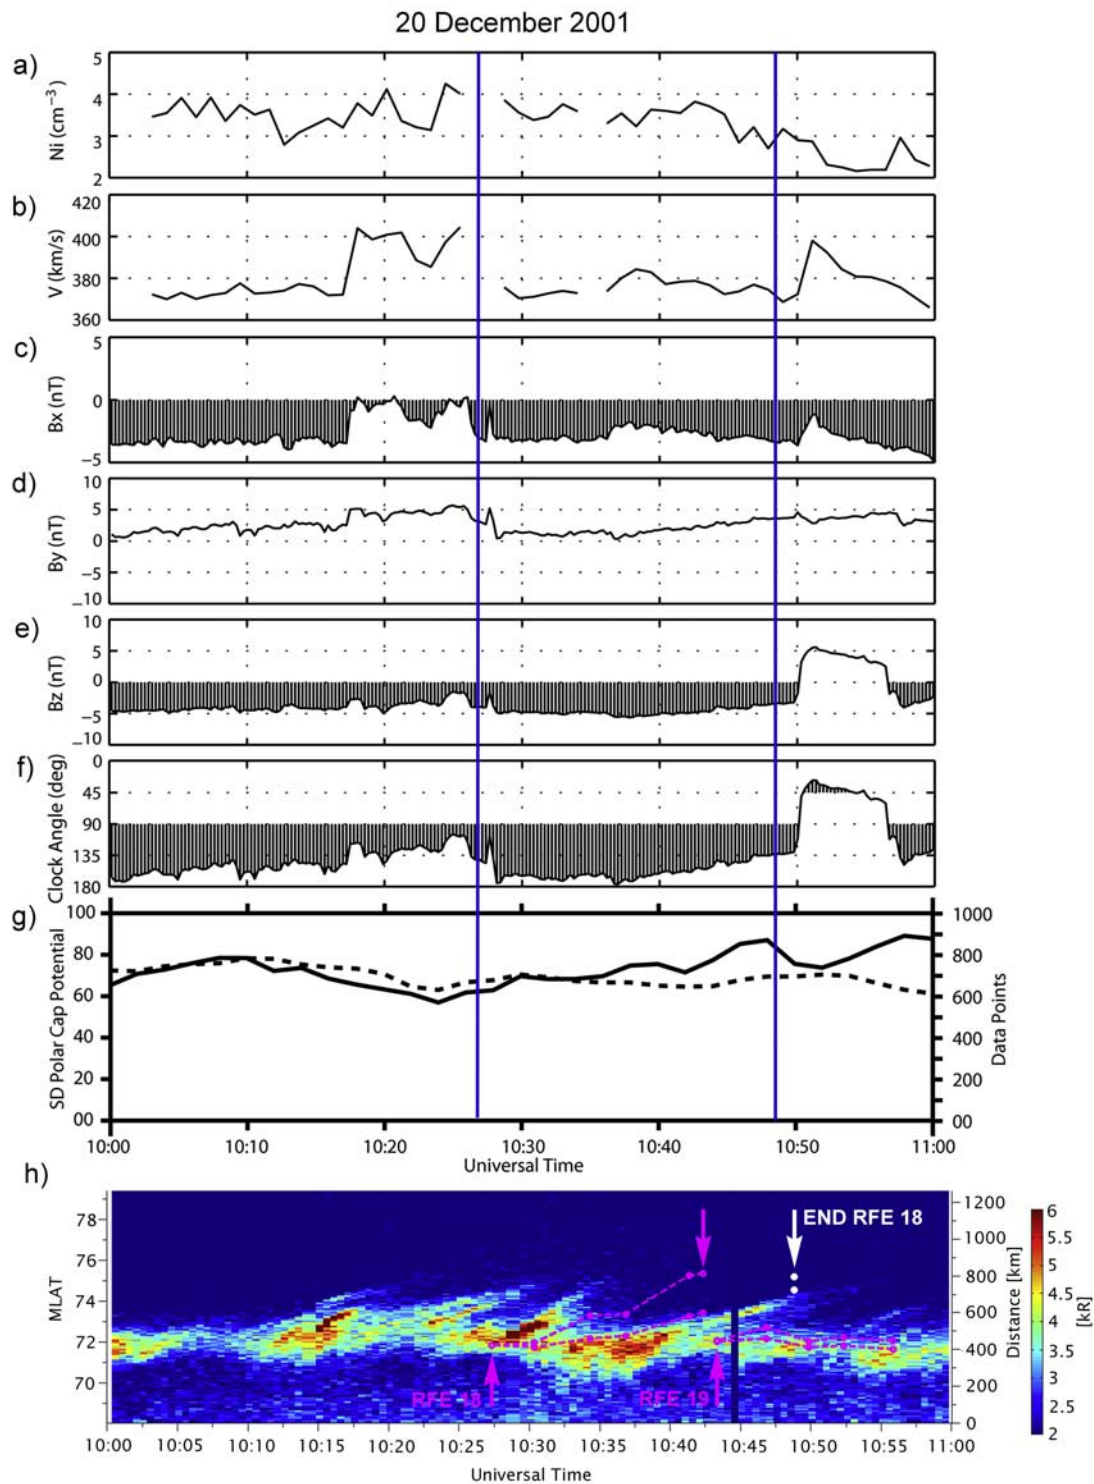 20 December 2001
a)
Ni (cm⁻³)
5
4
3
2
b)
V (km/s)
420
400
380
360
c)
Bx (nT)
5
0
−5
d)
By (nT)
10
5
0
−5
−10
e)
Bz (nT)
10
5
0
−5
−10
f)
Clock Angle (deg)
0
45
90
135
180
g)
SD Polar Cap Potential
100
80
60
40
20
00
1000
800
600
400
200
00
Data Points
10:00 10:10 10:20 10:30 10:40 10:50 11:00
Universal Time
h)
MLAT
78
76
74
72
70
END RFE 18
RFE 18
RFE 19
1200
1000
800
600
400
200
0
Distance [km]
6
5.5
5
4.5
4
3.5
3
2.5
2
[kR]
10:00 10:05 10:10 10:15 10:20 10:25 10:30 10:35 10:40 10:45 10:50 10:55 11:00
Universal Time